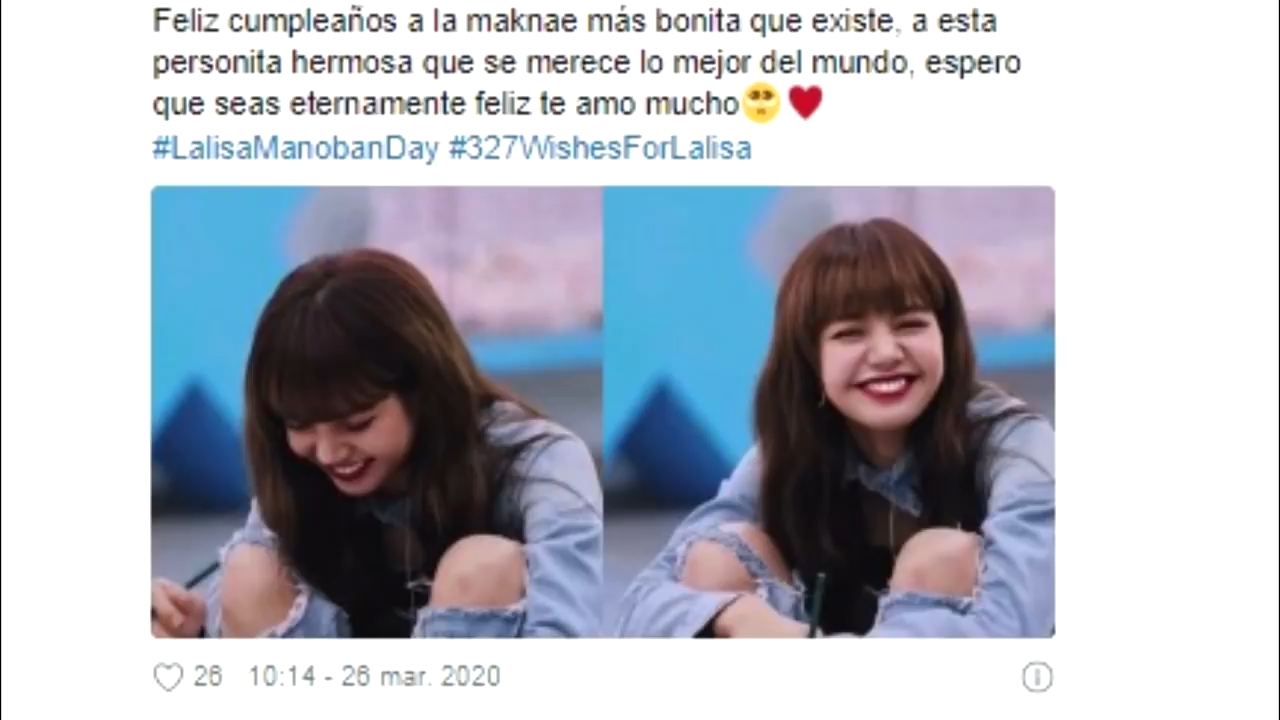 Feliz cumpleaños a la maknae más bonita que existe, a esta
personita hermosa que se merece lo mejor del mundo, espero
que seas eternamente feliz te amo mucho🥺♥
#LalisaManobanDay #327WishesForLalisa
26 10:14 - 26 mar. 2020